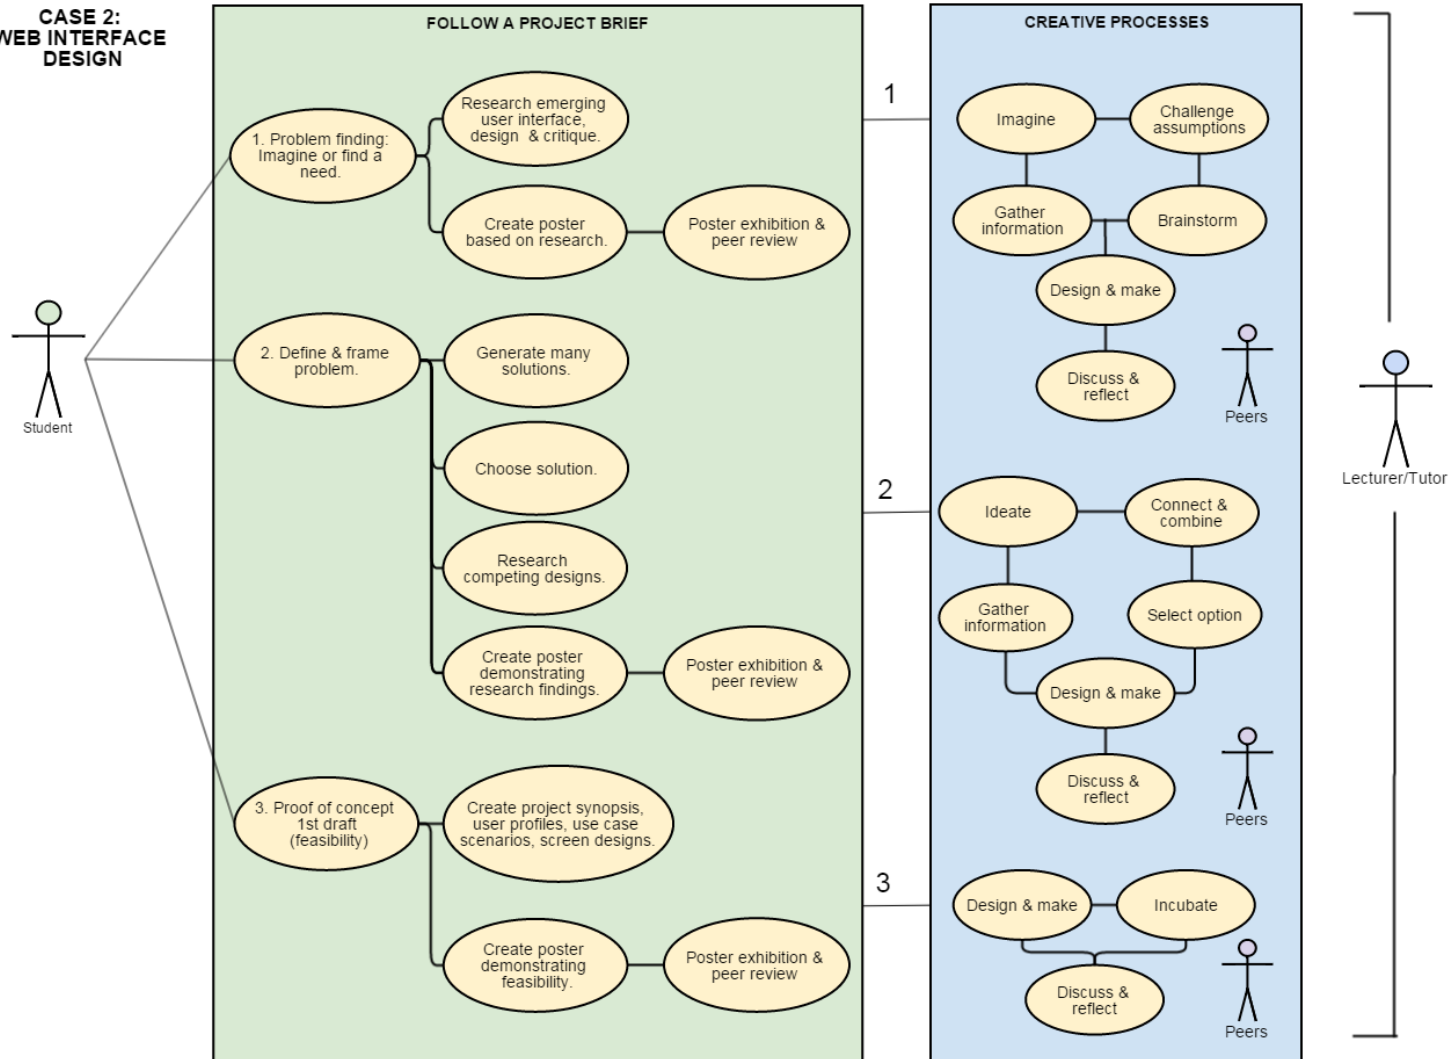 CASE 2:
WEB INTERFACE
DESIGN
FOLLOW A PROJECT BRIEF
1. Problem finding:
Imagine or find a
need.
Research emerging
user interface,
design & critique.
Create poster
based on research.
Poster exhibition &
peer review
2. Define & frame
problem.
Generate many
solutions.
Choose solution.
Research
competing designs.
Create poster
demonstrating
research findings.
Poster exhibition &
peer review
3. Proof of concept
1st draft
(feasibility)
Create project synopsis,
user profiles, use case
scenarios, screen designs.
Create poster
demonstrating
feasibility.
Poster exhibition &
peer review
Student
1
2
3
CREATIVE PROCESSES
Imagine
Challenge
assumptions
Gather
information
Brainstorm
Design & make
Discuss &
reflect
Peers
Ideate
Connect &
combine
Gather
information
Select option
Design & make
Discuss &
reflect
Peers
Design & make
Incubate
Discuss &
reflect
Peers
Lecturer/Tutor